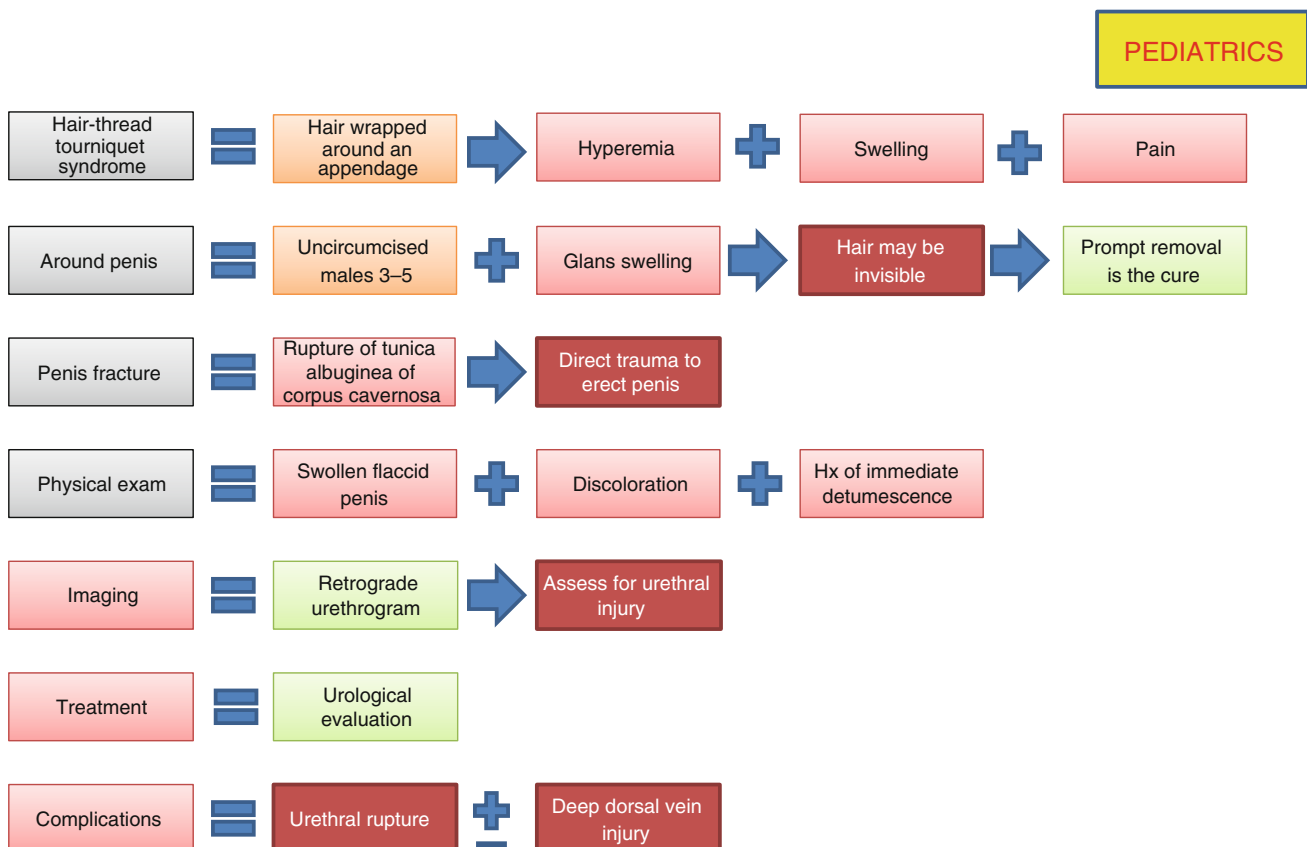 PEDIATRICS
Hair-thread
tourniquet
syndrome
Hair wrapped
around an
appendage
Hyperemia
Swelling
Pain
Around penis
Uncircumcised
males 3–5
Glans swelling
Hair may be
invisible
Prompt removal
is the cure
Penis fracture
Rupture of tunica
albuginea of
corpus cavernosa
Direct trauma to
erect penis
Physical exam
Swollen flaccid
penis
Discoloration
Hx of immediate
detumescence
Imaging
Retrograde
urethrogram
Assess for urethral
injury
Treatment
Urological
evaluation
Complications
Urethral rupture
Deep dorsal vein
injury